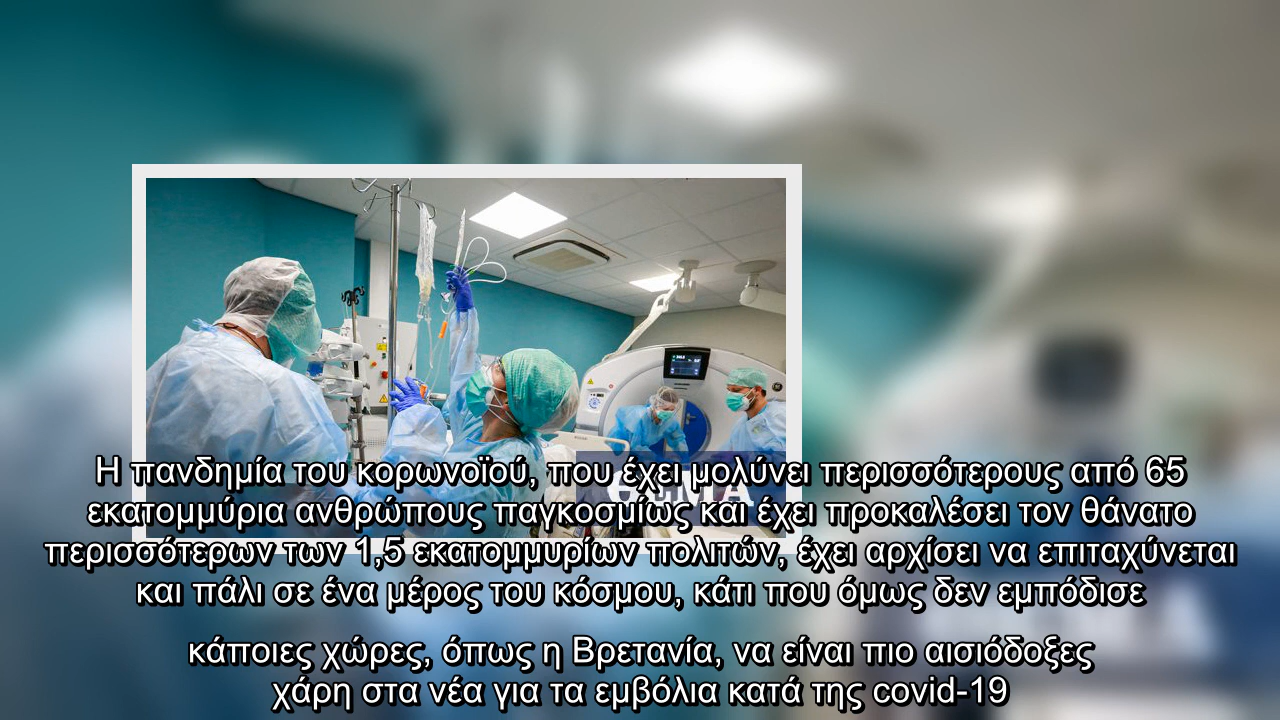 Η πανδημία του κορωνοϊού, που έχει μολύνει περισσότερους από 65
εκατομμύρια ανθρώπους παγκοσμίως και έχει προκαλέσει τον θάνατο
περισσότερων των 1,5 εκατομμυρίων πολιτών, έχει αρχίσει να επιταχύνεται
και πάλι σε ένα μέρος του κόσμου, κάτι που όμως δεν εμπόδισε
κάποιες χώρες, όπως η Βρετανία, να είναι πιο αισιόδοξες
χάρη στα νέα για τα εμβόλια κατά της covid-19